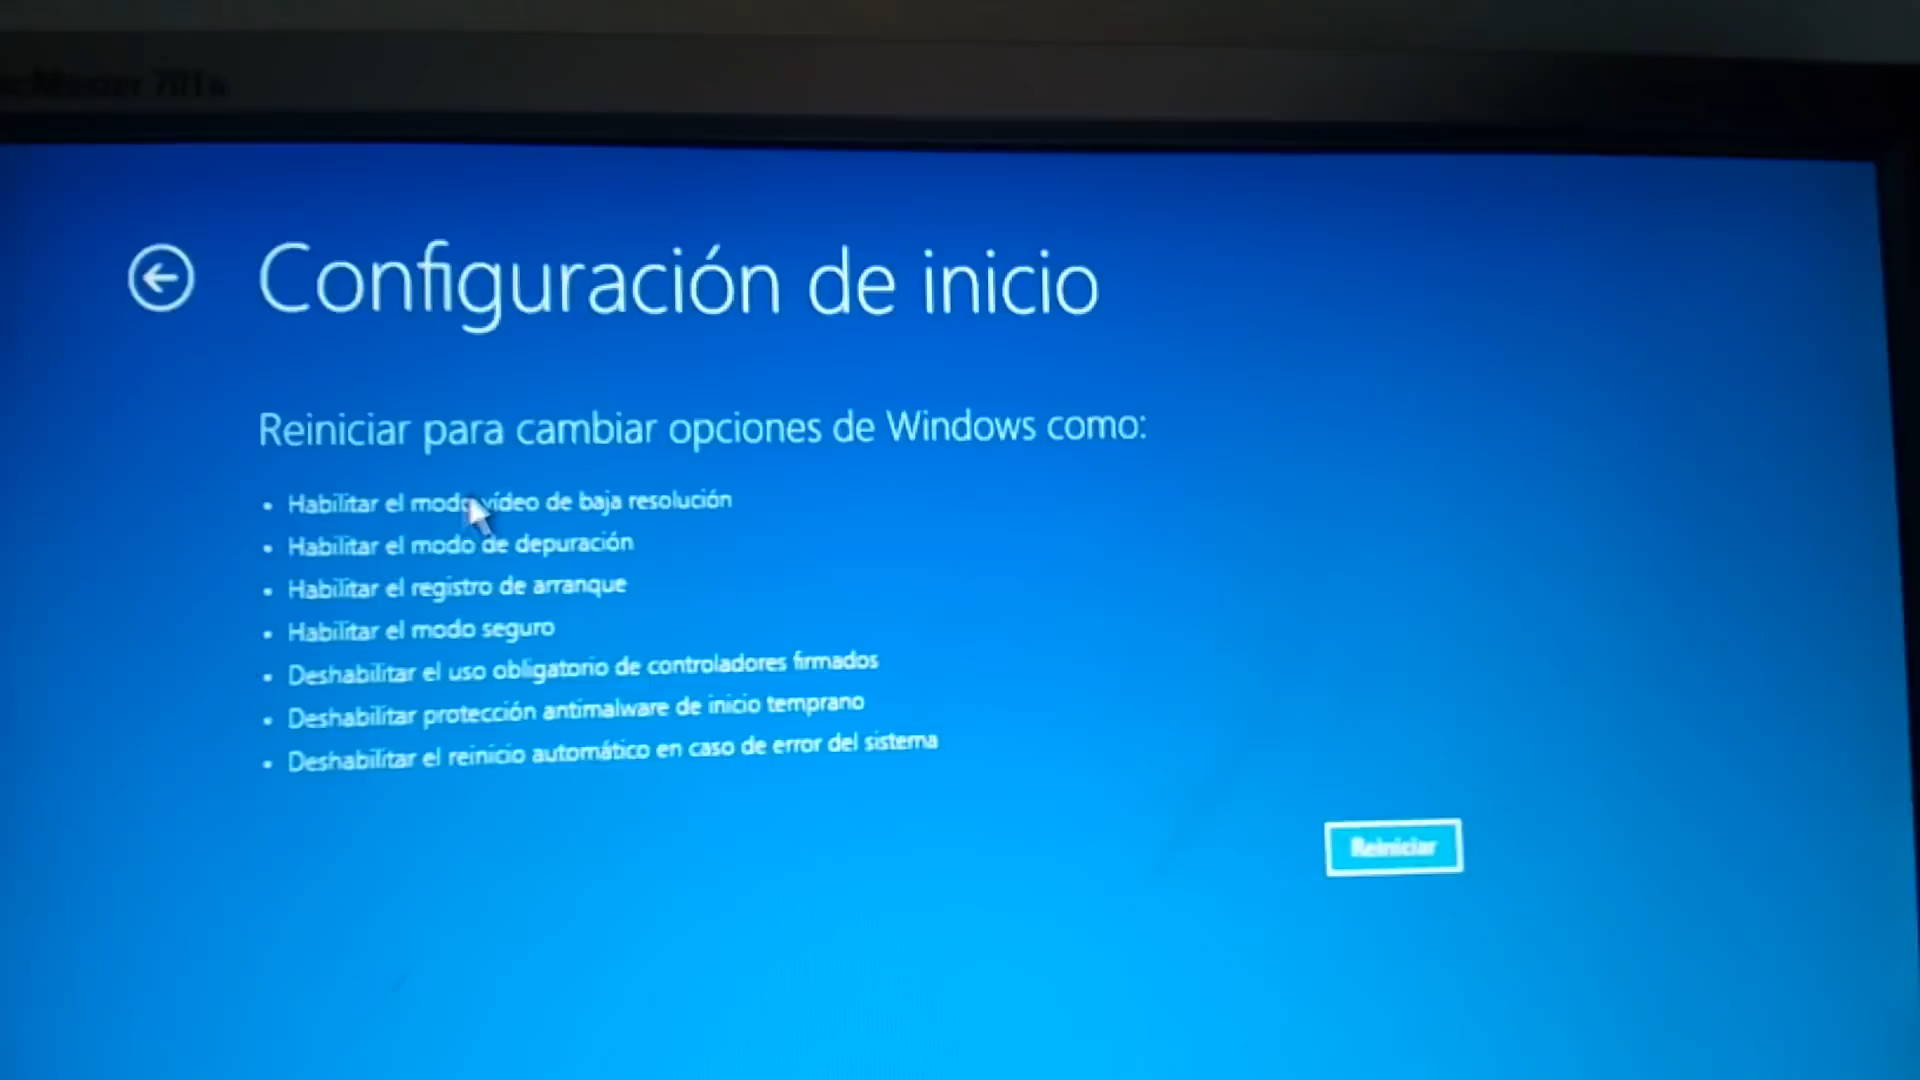 Master 701
Configuración de inicio
Reiniciar para cambiar opciones de Windows como:
• Habilitar el modo vídeo de baja resolución
• Habilitar el modo de depuración
• Habilitar el registro de arranque
• Habilitar el modo seguro
• Deshabilitar el uso obligatorio de controladores firmados
• Deshabilitar protección antimalware de inicio temprano
• Deshabilitar el reinicio automático en caso de error del sistema
Reiniciar